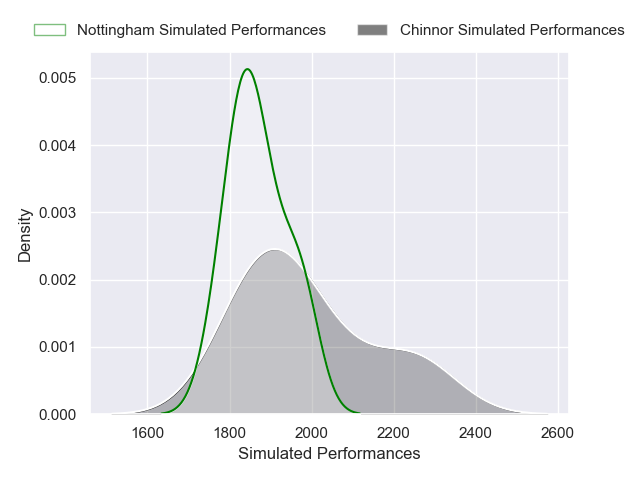 Nottingham Simulated Performances
Chinnor Simulated Performances
0.005
0.004
0.003
0.002
0.001
0.000
Density
1600 1800 2000 2200 2400 2600
Simulated Performances